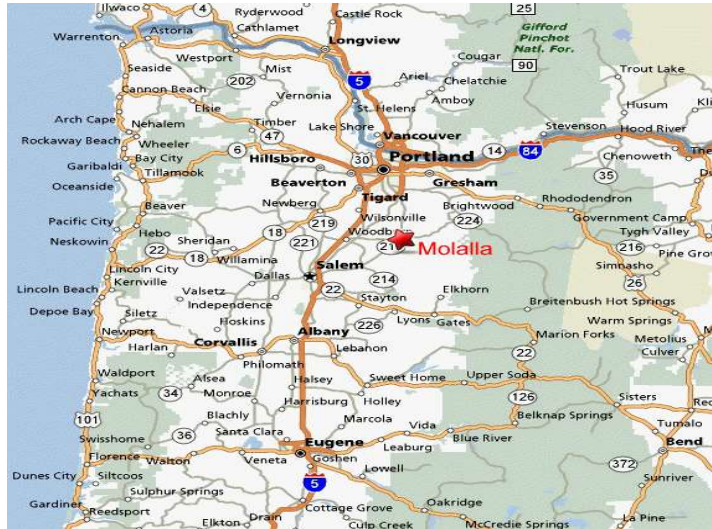 Ilwaco
Ryderwood
Castle Rock
25
Gifford
Pinchot
Natl. For.
4
Astoria
Cathlamet
Warrenton
Longview
Westport
Cougar
90
Seaside
202
Mist
5
Ariel
Chelatchie
Trout Lake
Cannon Beach
Vernonia
Amboy
Elsie
St. Helens
Husum
Kli
Arch Cape
Timber
Lake Shore
Stevenson
Nehalem
47
Vancouver
14
Hood River
Rockaway Beach
Wheeler
6
30
Portland
84
The
Garibaldi
Bay City
Hillsboro
Chenoweth
Tillamook
Beaverton
Gresham
35
Oceanside
Tigard
Beaver
Newberg
Wilsonville
Brightwood
Rhododendron
Pacific City
219
224
Government Camp
Hebo
Sheridan
18
221
Woodb
Molalla
Tygh Valley
Neskowin
22
21
216
Pine Grov
18
Willamina
Salem
Simnasho
Lincoln City
Dallas
214
26
Kernville
Valsetz
22
Elkhorn
Lincoln Beach
Independence
Stayton
Breitenbush Hot Springs
Depoe Bay
Siletz
Hoskins
226
Lyons
Gates
Warm Springs
Newport
Albany
Marion Forks
Metolius
Harlan
Corvallis
Lebanon
22
Culver
Philomath
Waldport
Alsea
Halsey
Sweet Home
Upper Soda
34
Monroe
Harrisburg
Holley
126
Sisters
Yachats
Blachly
Marcola
Belknap Springs
Red
101
36
Santa Clara
Vida
Tumalo
Swisshome
Eugene
Leaburg
Blue River
Bend
Florence
Walton
Veneta
Goshen
372
Dunes City
Siltcoos
5
Lowell
Sunriver
Sulphur Springs
Gardiner
Cottage Grove
Oakridge
La Pine
Reedsport
Elkton
Drain
Culp Creek
McCredie Springs